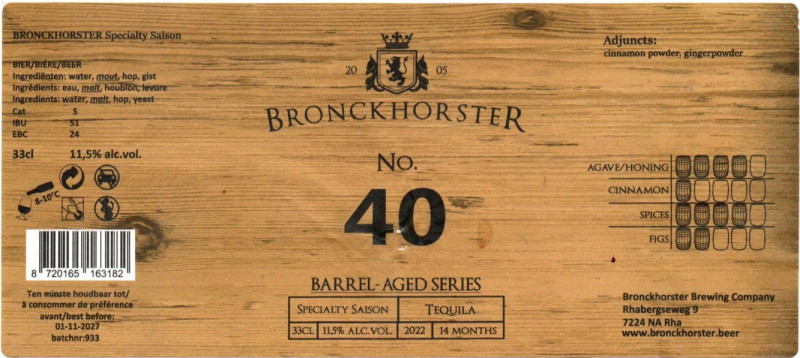 BRONCKHORSTER Specialty Saison
BIER/BIÈRE/BEER
Ingrediënten: water, mout, hop, gist
Ingrédients: eau, malt, houblon, levure
Ingredients: water, malt, hop, yeast
Cat 5
IBU 51
EBC 24
33cl 11,5% alc.vol.
8-10°C
8 720165 163182
Ten minste houdbaar tot/
à consommer de préférence
avant/best before:
01-11-2027
batchnr:933
20 05
BRONCKHORSTER
No.
40
BARREL-AGED SERIES
SPECIALTY SAISON TEQUILA
33CL 11,5% ALC.VOL. 2022 14 MONTHS
Adjuncts:
cinnamon powder, gingerpowder
AGAVE/HONING
CINNAMON
SPICES
FIGS
Bronckhorster Brewing Company
Rhabergseweg 9
7224 NA Rha
www.bronckhorster.beer